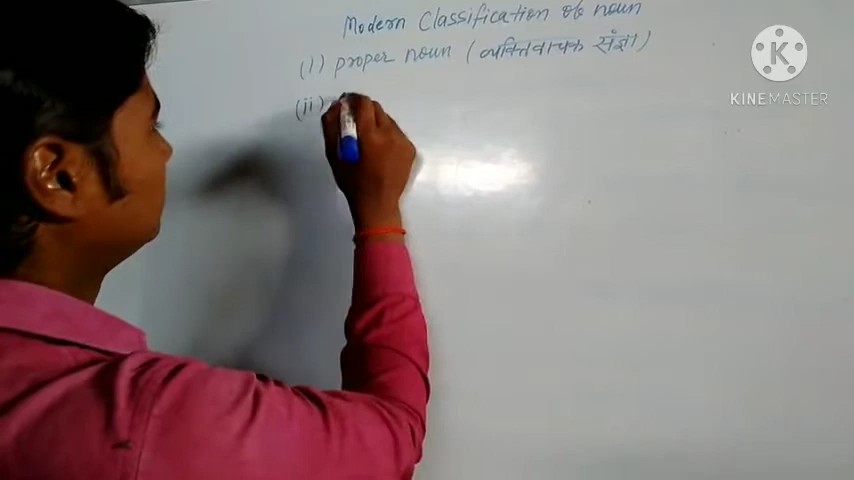 Modern Classification of noun
(i) proper noun (व्यक्तिवाचक संज्ञा)
(ii)
KINEMASTER